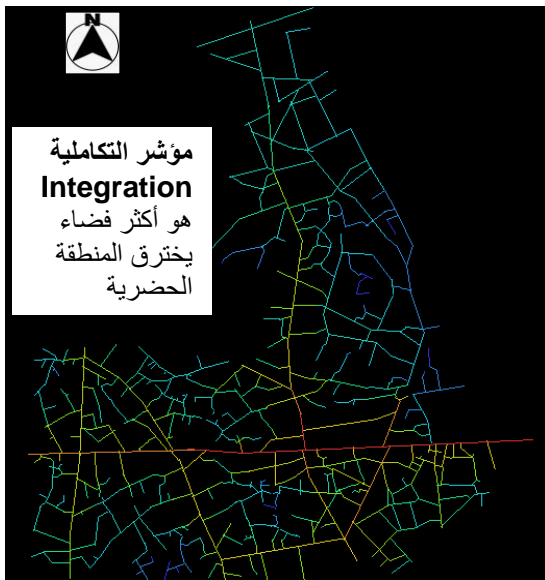 N
مؤشر التكاملية
Integration
هو أكثر فضاء
يخترق المنطقة
الحضرية